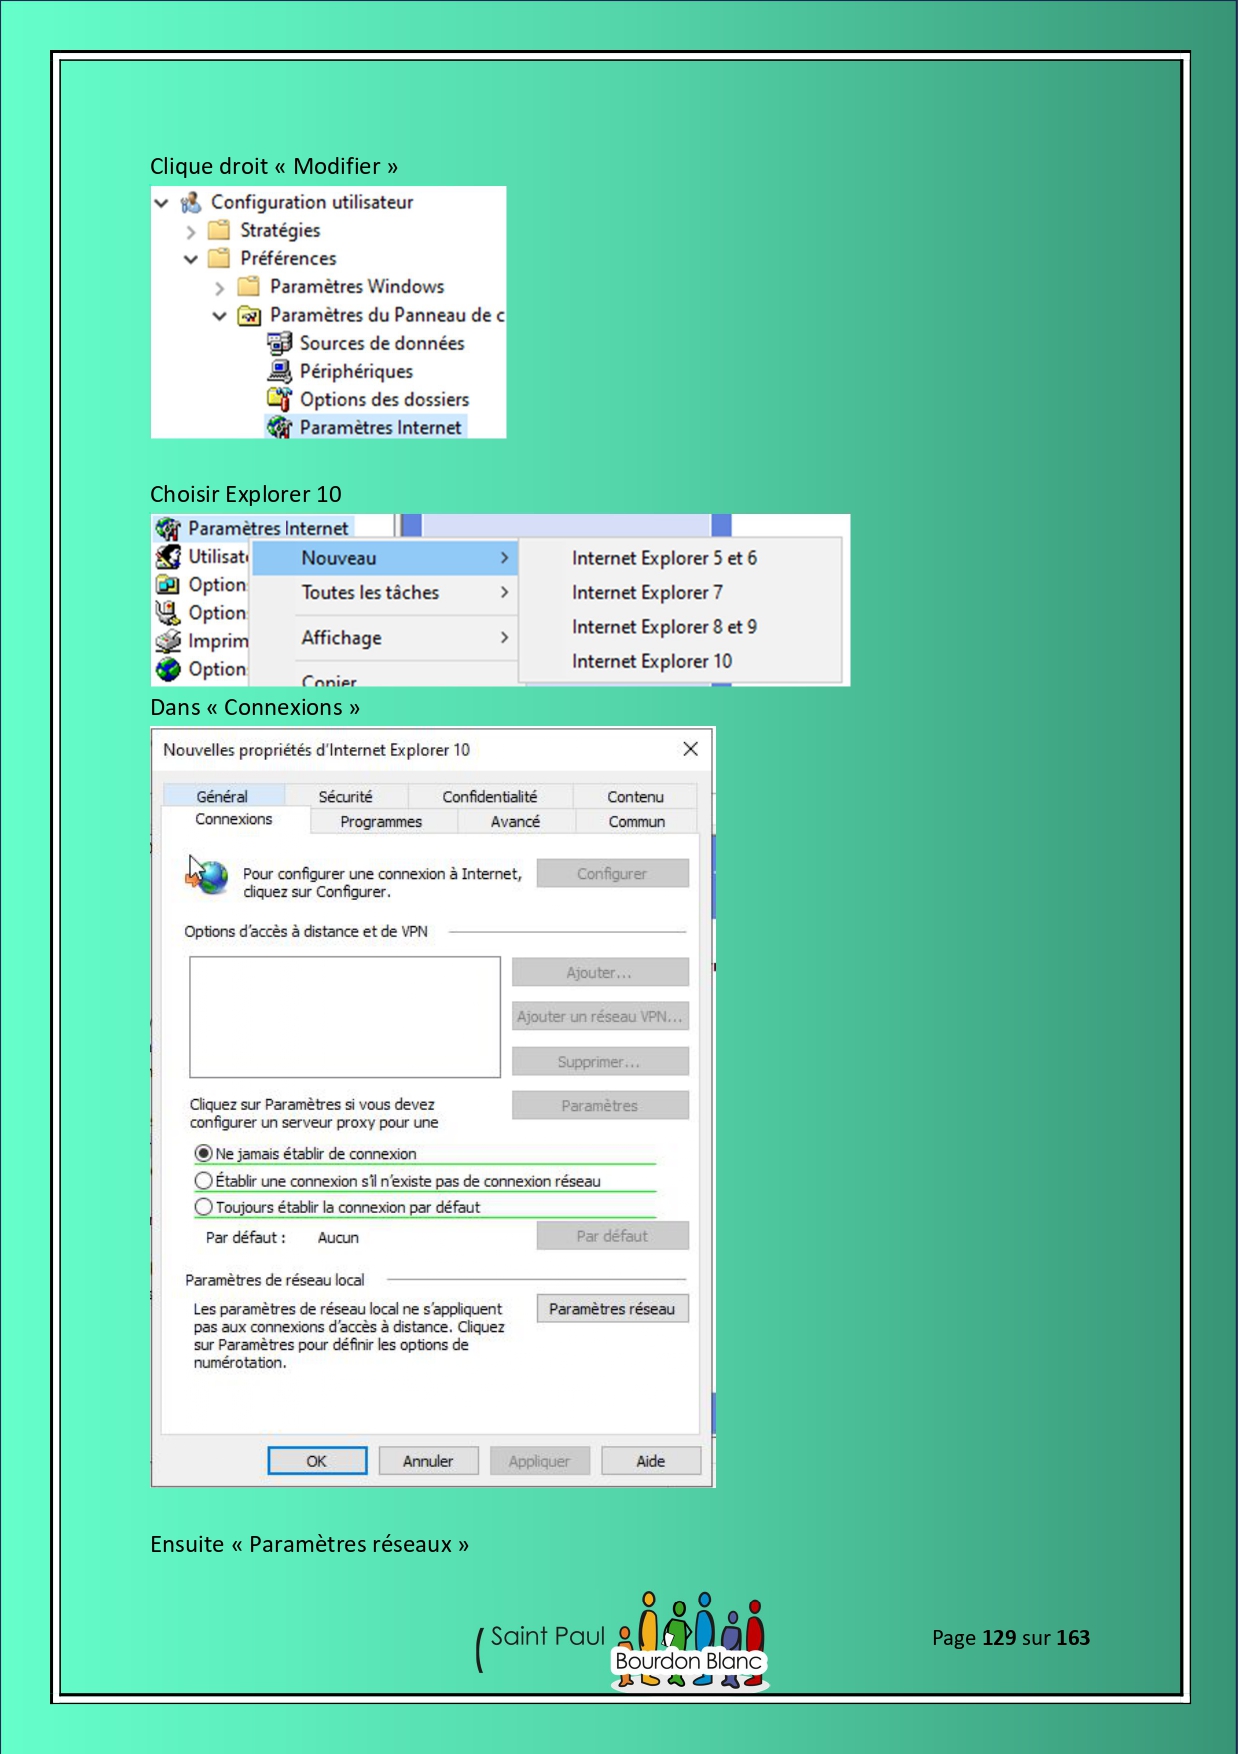 Clique droit « Modifier »
Configuration utilisateur
Stratégies
Préférences
Paramètres Windows
Paramètres du Panneau de c
Sources de données
Périphériques
Options des dossiers
Paramètres Internet
Choisir Explorer 10
Paramètres Internet
Utilisat
Option
Option
Imprim
Option
Nouveau
Toutes les tâches
Affichage
Copier
Internet Explorer 5 et 6
Internet Explorer 7
Internet Explorer 8 et 9
Internet Explorer 10
Dans « Connexions »
Nouvelles propriétés d'Internet Explorer 10
Général Sécurité Confidentialité Contenu
Connexions Programmes Avancé Commun
Pour configurer une connexion à Internet, Configurer
cliquez sur Configurer.
Options d'accès à distance et de VPN
Ajouter...
Ajouter un réseau VPN...
Supprimer...
Cliquez sur Paramètres si vous devez Paramètres
configurer un serveur proxy pour une
Ne jamais établir de connexion
Établir une connexion s'il n'existe pas de connexion réseau
Toujours établir la connexion par défaut
Par défaut : Aucun Par défaut
Paramètres de réseau local
Les paramètres de réseau local ne s'appliquent Paramètres réseau
pas aux connexions d'accès à distance. Cliquez
sur Paramètres pour définir les options de
numérotation.
OK Annuler Appliquer Aide
Ensuite « Paramètres réseaux »
Saint Paul
Bourdon Blanc
Page 129 sur 163